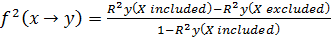 f²(x → y) = (R²y(X included)−R²y(X excluded)) / (1−R²y(X included))